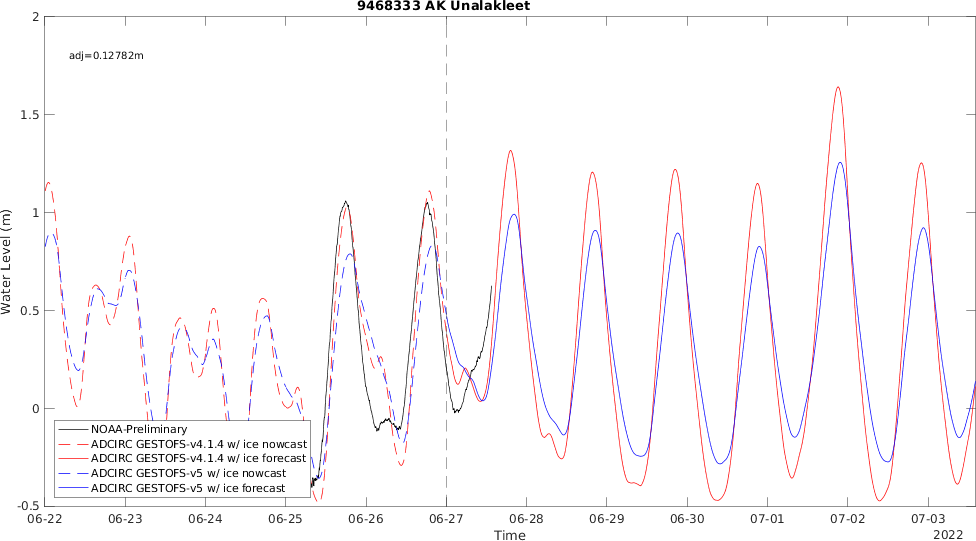 9468333 AK Unalakleet
2
adj=0.12782m
1.5
1
0.5
0
-0.5
Water Level (m)
NOAA-Preliminary
ADCIRC GESTOFS-v4.1.4 w/ ice nowcast
ADCIRC GESTOFS-v4.1.4 w/ ice forecast
ADCIRC GESTOFS-v5 w/ ice nowcast
ADCIRC GESTOFS-v5 w/ ice forecast
06-22 06-23 06-24 06-25 06-26 06-27 06-28 06-29 06-30 07-01 07-02 07-03
Time
2022